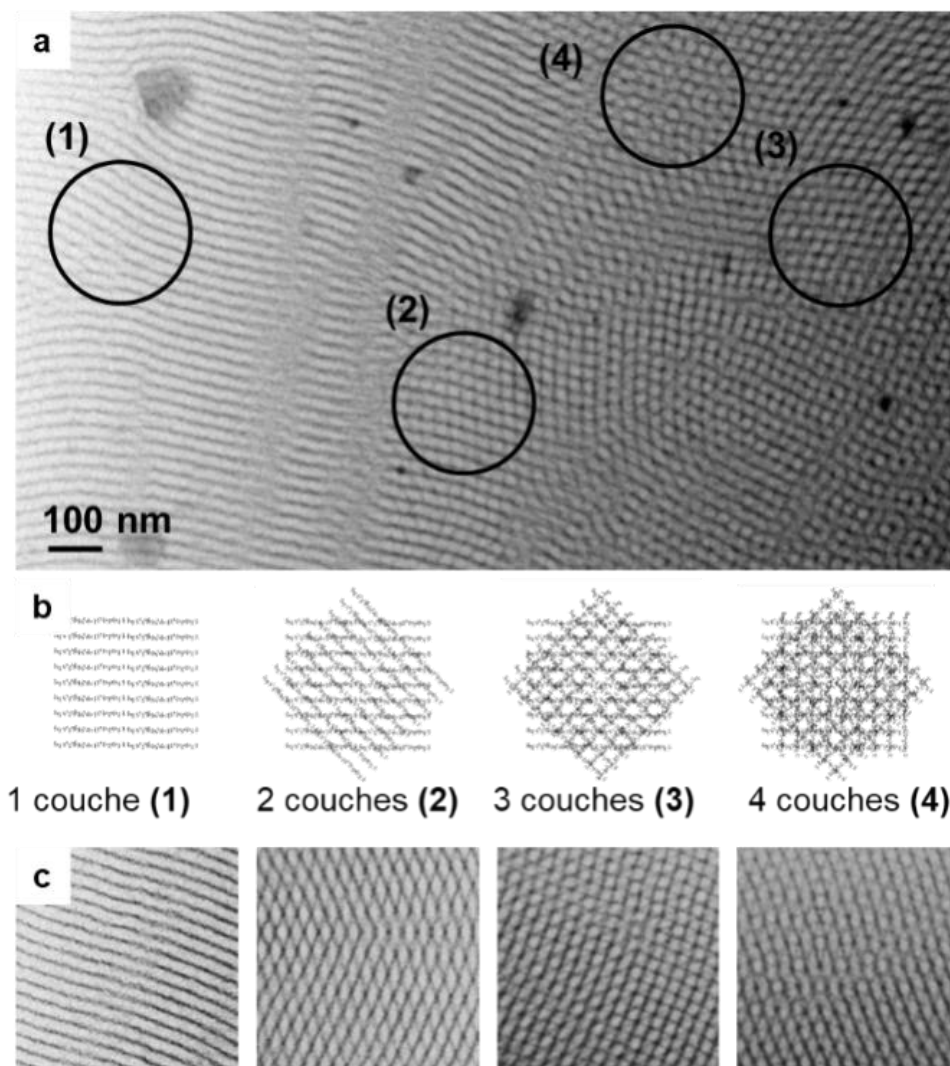 a
(4)
(1)
(3)
(2)
100 nm
b
1 couche (1)
2 couches (2)
3 couches (3)
4 couches (4)
c